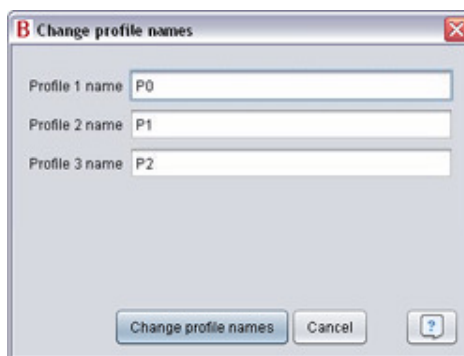 B Change profile names
Profile 1 name P0
Profile 2 name P1
Profile 3 name P2
Change profile names Cancel ?